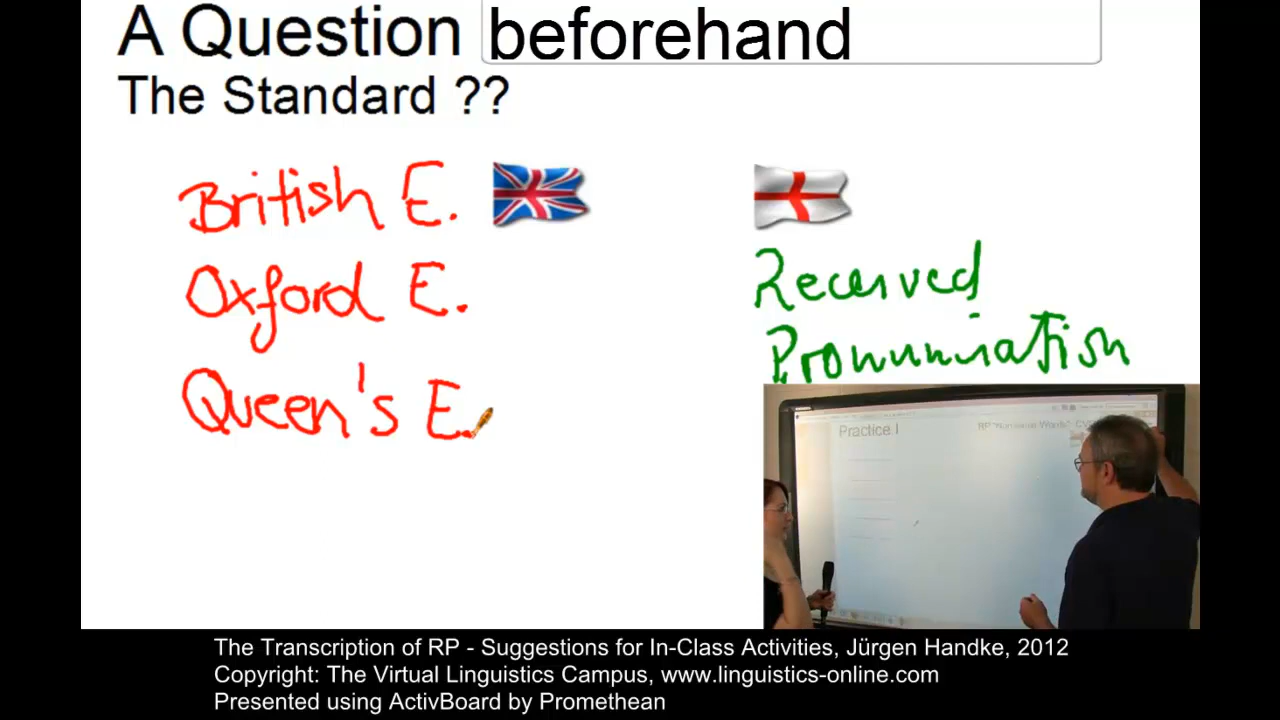 A Question beforehand
The Standard ??
British E.
Oxford E.
Queen's E.
Received
Pronunciation
Practice I
The Transcription of RP - Suggestions for In-Class Activities, Jürgen Handke, 2012
Copyright: The Virtual Linguistics Campus, www.linguistics-online.com
Presented using ActivBoard by Promethean